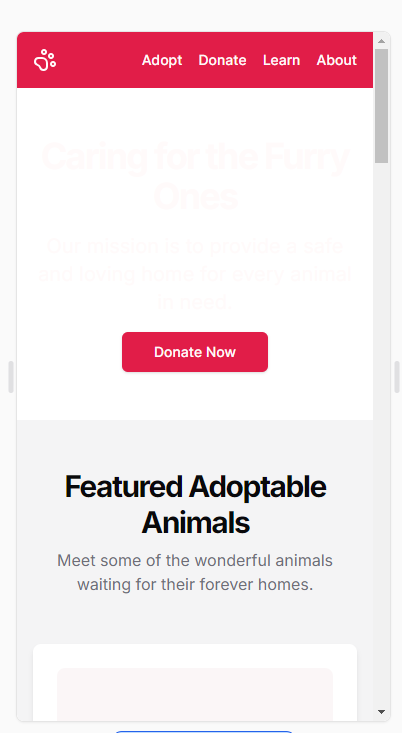 Adopt Donate Learn About
Caring for the Furry
Ones
Our mission is to provide a safe
and loving home for every animal
in need.
Donate Now
Featured Adoptable
Animals
Meet some of the wonderful animals
waiting for their forever homes.